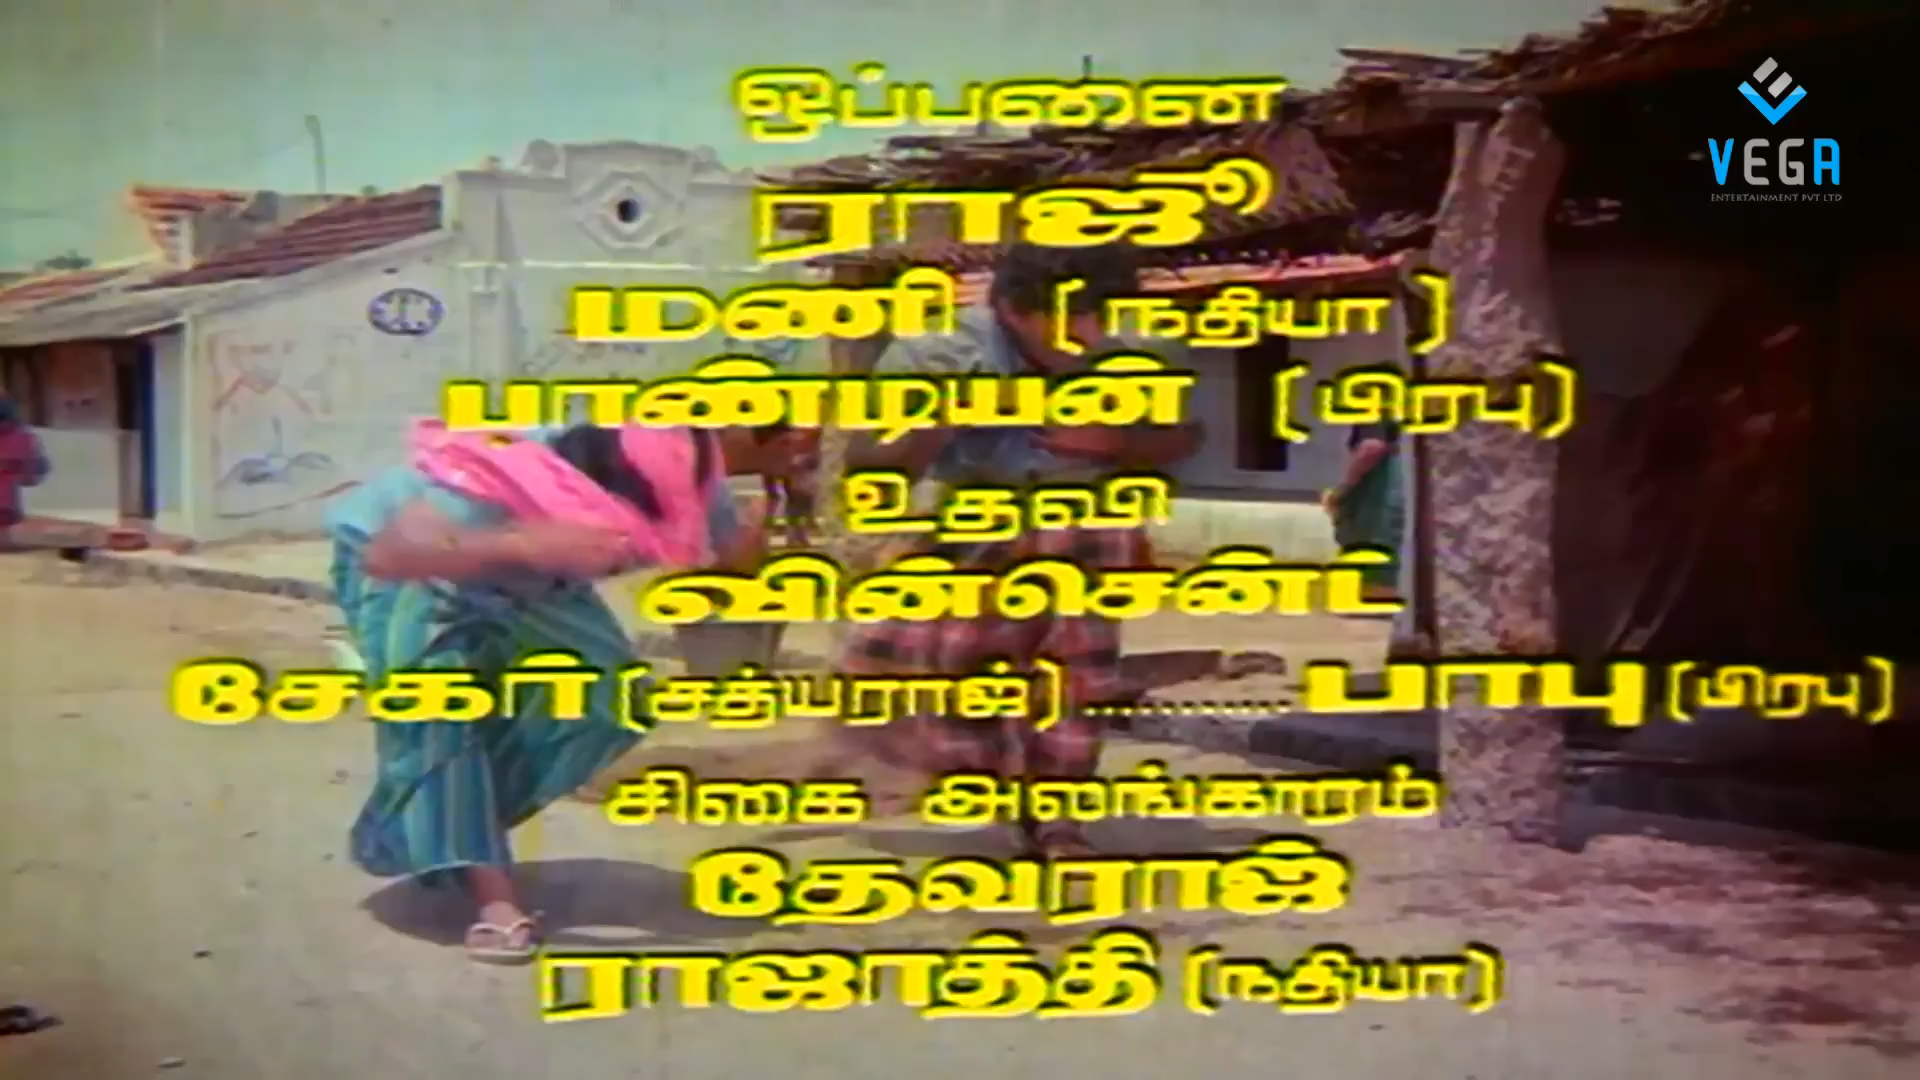 ஒப்பனை
ராஜு
மணி (நதியா)
பாண்டியன் (பிரபு)
... உதவி
வின்சென்ட்
சேகர் (சத்யராஜ்) ............ பாபு (பிரபு)
சிகை அலங்காரம்
தேவராஜ்
ராஜாத்தி (நதியா)
VEGA
ENTERTAINMENT PVT LTD